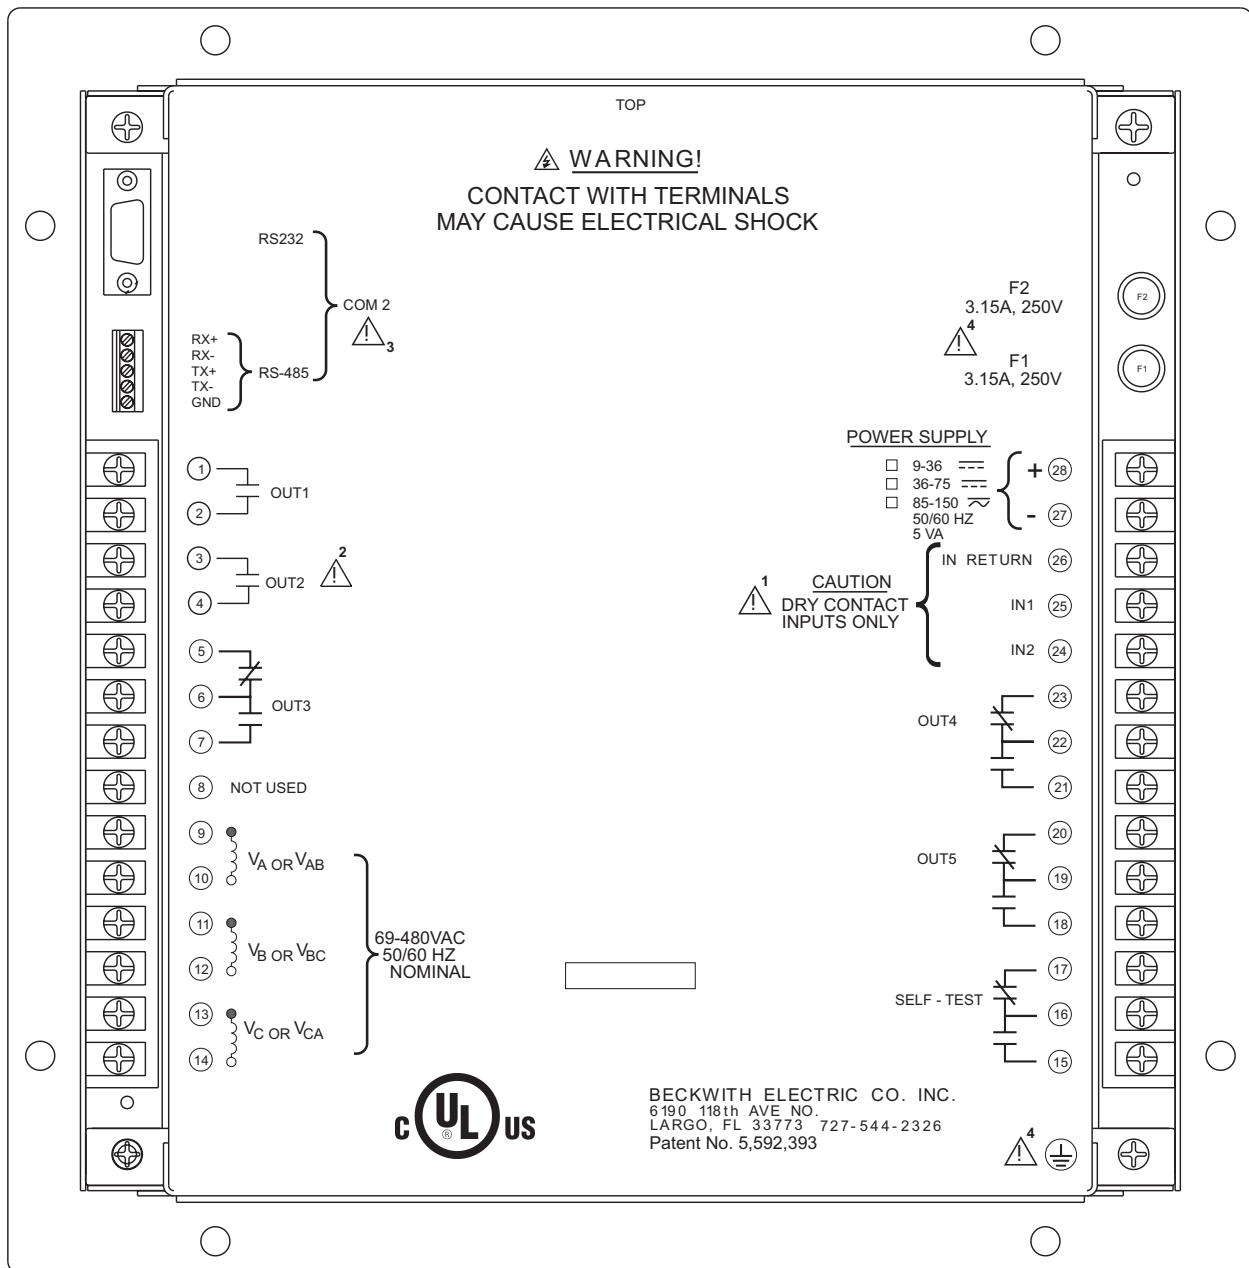 TOP
WARNING!
CONTACT WITH TERMINALS
MAY CAUSE ELECTRICAL SHOCK
RS232
COM 2
3
RX+
RX-
TX+
TX-
GND
RS-485
F2
3.15A, 250V
F2
4
F1
3.15A, 250V
F1
1
2
OUT1
3
4
OUT2
2
5
6
7
OUT3
8 NOT USED
9
10
VA OR VAB
11
12
VB OR VBC
13
14
VC OR VCA
69-480VAC
50/60 HZ
NOMINAL
POWER SUPPLY
9-36
36-75
85-150
50/60 HZ
5 VA
+ 28
- 27
1
CAUTION
DRY CONTACT
INPUTS ONLY
IN RETURN 26
IN1 25
IN2 24
OUT4
23
22
21
OUT5
20
19
18
SELF - TEST
17
16
15
C UL US
®
BECKWITH ELECTRIC CO. INC.
6190 118th AVE NO.
LARGO, FL 33773 727-544-2326
Patent No. 5,592,393
4